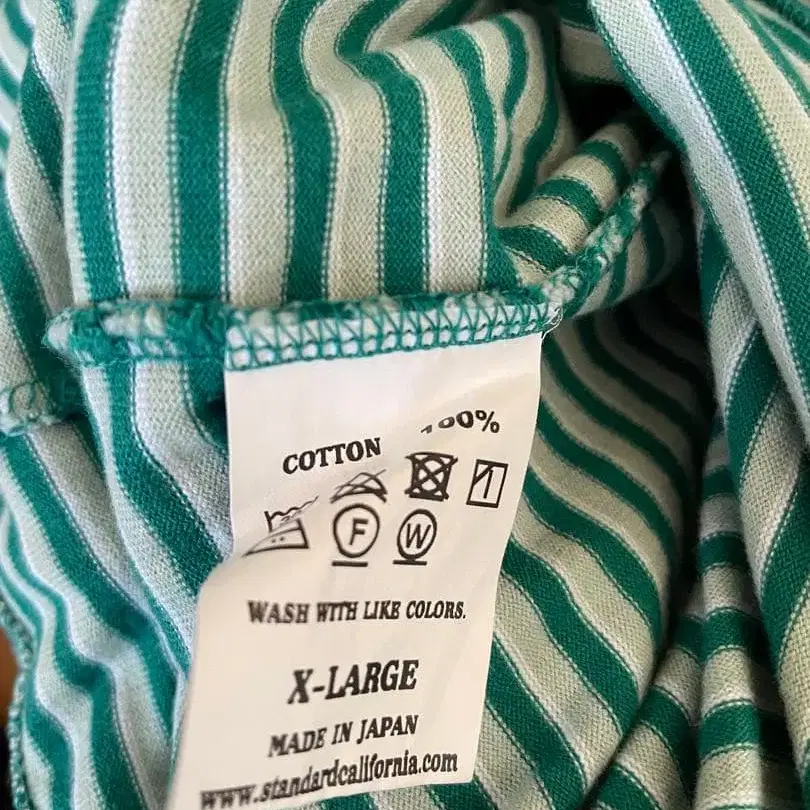 COTTON 100%
F W
WASH WITH LIKE COLORS.
X-LARGE
MADE IN JAPAN
www.standardcalifornia.com